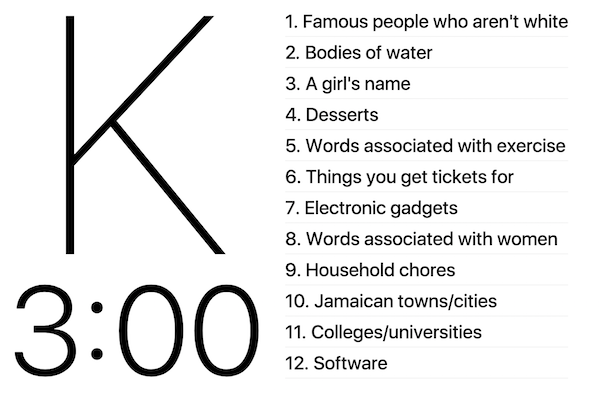 K
3:00
1. Famous people who aren't white
2. Bodies of water
3. A girl's name
4. Desserts
5. Words associated with exercise
6. Things you get tickets for
7. Electronic gadgets
8. Words associated with women
9. Household chores
10. Jamaican towns/cities
11. Colleges/universities
12. Software